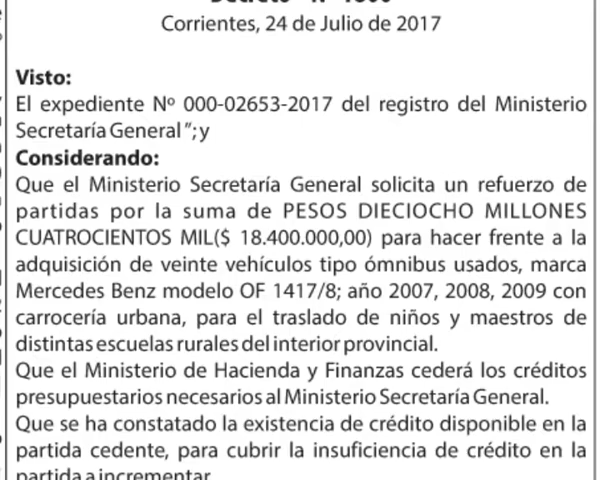 Corrientes, 24 de Julio de 2017
Visto:
El expediente Nº 000-02653-2017 del registro del Ministerio
Secretaría General”; y
Considerando:
Que el Ministerio Secretaría General solicita un refuerzo de
partidas por la suma de PESOS DIECIOCHO MILLONES
CUATROCIENTOS MIL($ 18.400.000,00) para hacer frente a la
adquisición de veinte vehículos tipo ómnibus usados, marca
Mercedes Benz modelo OF 1417/8; año 2007, 2008, 2009 con
carrocería urbana, para el traslado de niños y maestros de
distintas escuelas rurales del interior provincial.
Que el Ministerio de Hacienda y Finanzas cederá los créditos
presupuestarios necesarios al Ministerio Secretaría General.
Que se ha constatado la existencia de crédito disponible en la
partida cedente, para cubrir la insuficiencia de crédito en la
partida a incrementar